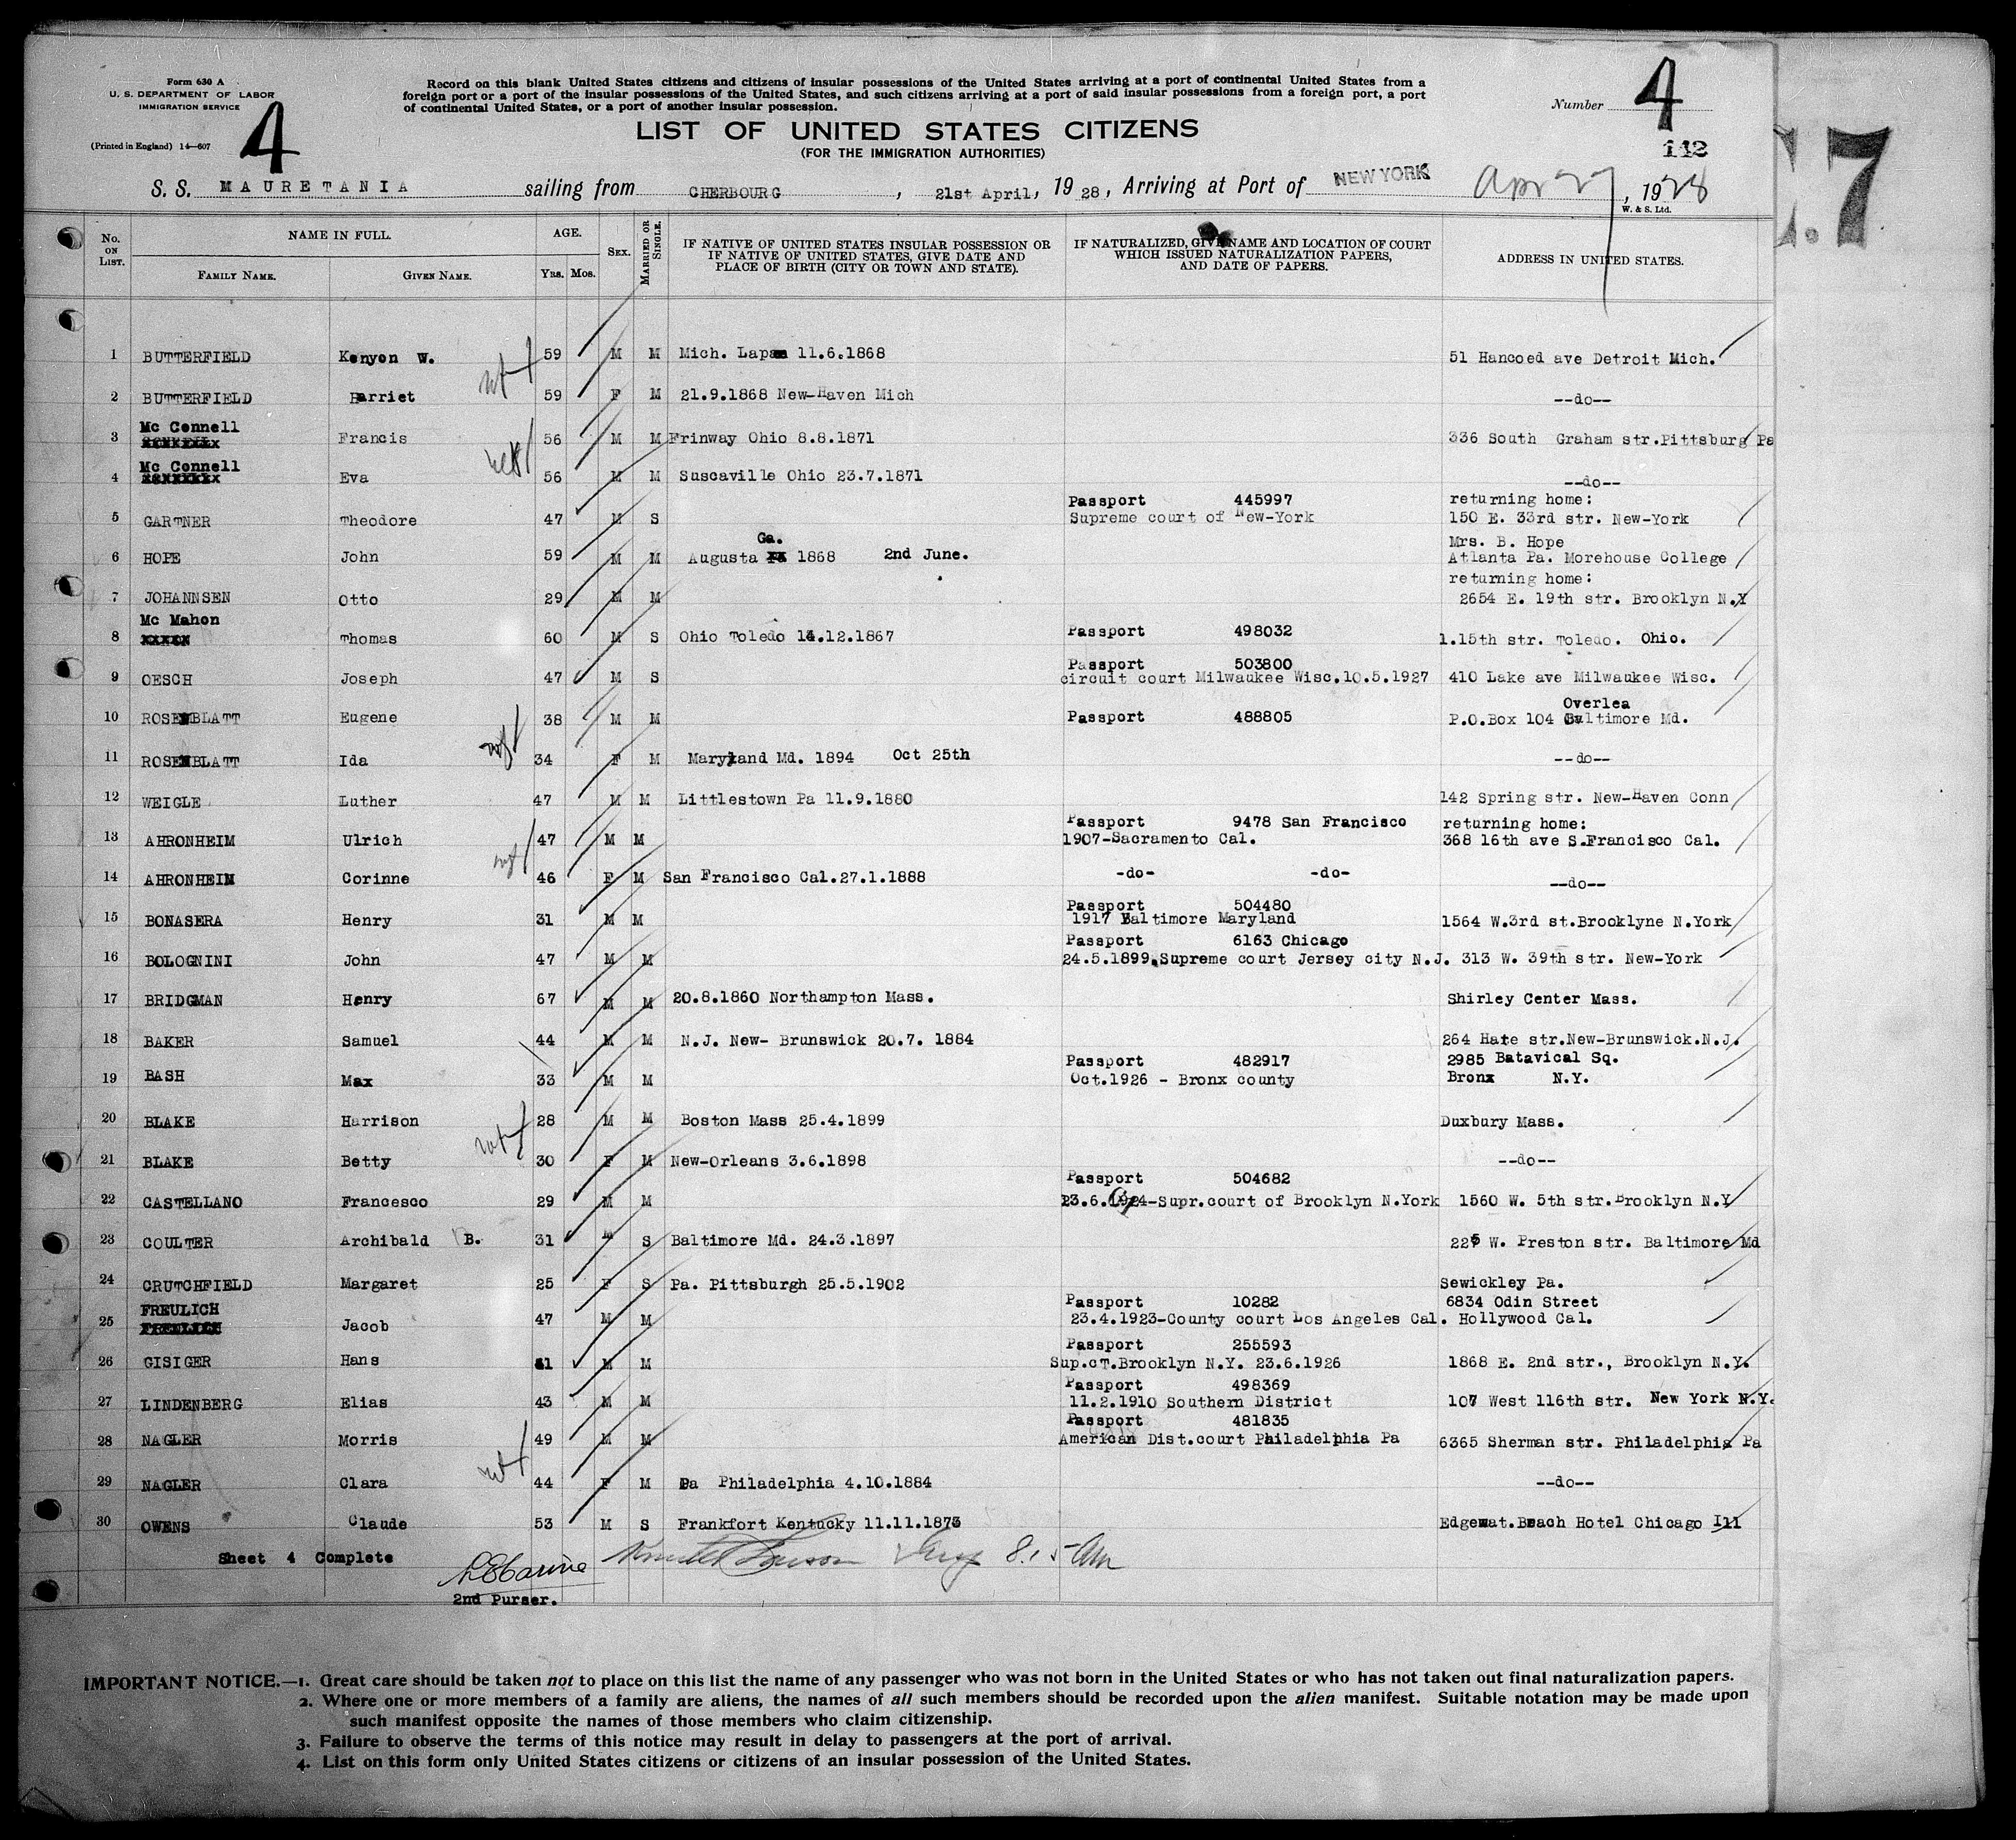 Form 630 A
U. S. DEPARTMENT OF LABOR
IMMIGRATION SERVICE
(Printed in England) 14—607
4
Record on this blank United States citizens and citizens of insular possessions of the United States arriving at a port of continental United States from a
foreign port or a port of the insular possessions of the United States, and such citizens arriving at a port of said insular possessions from a foreign port, a port
of continental United States, or a port of another insular possession.
LIST OF UNITED STATES CITIZENS
(FOR THE IMMIGRATION AUTHORITIES)
Number 4
112
C.7
S. S. MAURETANIA sailing from CHERBOURG, 21st April, 1928, Arriving at Port of NEW YORK Apr 27, 1928
W. & S. Ltd.
No. ON LIST. NAME IN FULL. FAMILY NAME. GIVEN NAME. AGE. Yrs. Mos. SEX. MARRIED OR SINGLE.
IF NATIVE OF UNITED STATES INSULAR POSSESSION OR
IF NATIVE OF UNITED STATES, GIVE DATE AND
PLACE OF BIRTH (CITY OR TOWN AND STATE).
IF NATURALIZED, GIVE NAME AND LOCATION OF COURT
WHICH ISSUED NATURALIZATION PAPERS,
AND DATE OF PAPERS.
ADDRESS IN UNITED STATES.
1 BUTTERFIELD Kenyon W. 59 M M Mich. Lapaa 11.6.1868 51 Hancoed ave Detroit Mich.
2 BUTTERFIELD Harriet 59 F M 21.9.1868 New-Haven Mich --do--
Mc Connell
3 Francis 56 M M Frinway Ohio 8.8.1871 336 South Graham str.Pittsburg Pa
Mc Connell
4 Eva 56 M M Suscaville Ohio 23.7.1871 --do--
Passport 445997 returning home:
5 GARTNER Theodore 47 M S Supreme court of New-York 150 E. 33rd str. New-York
Ga. Mrs. B. Hope
6 HOPE John 59 M M Augusta 1868 2nd June. Atlanta Pa. Morehouse College
returning home:
7 JOHANNSEN Otto 29 M M 2654 E. 19th str. Brooklyn N.Y
Mc Mahon
8 xxxxx Thomas 60 M S Ohio Toledo 14.12.1867 Passport 498032 1.15th str. Toledo. Ohio.
Passport 503800
9 OESCH Joseph 47 M S circuit court Milwaukee Wisc.10.5.1927 410 Lake ave Milwaukee Wisc.
Overlea
10 ROSENBLATT Eugene 38 M M Passport 488805 P.O.Box 104 Baltimore Md.
11 ROSENBLATT Ida 34 F M Maryland Md. 1894 Oct 25th --do--
12 WEIGLE Luther 47 M M Littlestown Pa 11.9.1880 142 Spring str. New-Haven Conn
Passport 9478 San Francisco returning home:
13 AHRONHEIM Ulrich 47 M M 1907-Sacramento Cal. 368 16th ave S.Francisco Cal.
14 AHRONHEIM Corinne 46 F M San Francisco Cal.27.1.1888 -do- -do- --do--
Passport 504480
15 BONASERA Henry 31 M M 1917 Baltimore Maryland 1564 W.3rd st.Brooklyne N.York
Passport 6163 Chicago
16 BOLOGNINI John 47 M M 24.5.1899.Supreme court Jersey city N.J. 313 W. 39th str. New-York
17 BRIDGMAN Henry 67 M M 20.8.1860 Northampton Mass. Shirley Center Mass.
18 BAKER Samuel 44 M M N.J. New- Brunswick 20.7. 1884 264 Hate str.New-Brunswick.N.J.
Passport 482917 2985 Batavical Sq.
19 BASH Max 33 M M Oct.1926 - Bronx county Bronx N.Y.
20 BLAKE Harrison 28 M M Boston Mass 25.4.1899 Duxbury Mass.
21 BLAKE Betty 30 F M New-Orleans 3.6.1898 --do--
Passport 504682
22 CASTELLANO Francesco 29 M M 23.6.1924-Supr.court of Brooklyn N.York 1560 W. 5th str.Brooklyn N.Y
23 COULTER Archibald B. 31 M S Baltimore Md. 24.3.1897 225 W. Preston str. Baltimore Md
24 CRUTCHFIELD Margaret 25 F S Pa. Pittsburgh 25.5.1902 Sewickley Pa.
FREULICH Passport 10282 6834 Odin Street
25 Jacob 47 M M 23.4.1923-County court Los Angeles Cal. Hollywood Cal.
Passport 255593
26 GISIGER Hans M M Sup.cT.Brooklyn N.Y. 23.6.1926 1868 E. 2nd str., Brooklyn N.Y.
Passport 498369
27 LINDENBERG Elias 43 M M 11.2.1910 Southern District 107 West 116th str. New York N.Y.
Passport 481835
28 NAGLER Morris 49 M M American Dist.court Philadelphia Pa 6365 Sherman str. Philadelphia Pa
29 NAGLER Clara 44 F M Pa Philadelphia 4.10.1884 --do--
30 OWENS Claude 53 M S Frankfort Kentucky 11.11.1873 Edgewat.Beach Hotel Chicago Ill
Sheet 4 Complete
8.15 Am
2nd Purser.
IMPORTANT NOTICE.—1. Great care should be taken not to place on this list the name of any passenger who was not born in the United States or who has not taken out final naturalization papers.
2. Where one or more members of a family are aliens, the names of all such members should be recorded upon the alien manifest. Suitable notation may be made upon
such manifest opposite the names of those members who claim citizenship.
3. Failure to observe the terms of this notice may result in delay to passengers at the port of arrival.
4. List on this form only United States citizens or citizens of an insular possession of the United States.